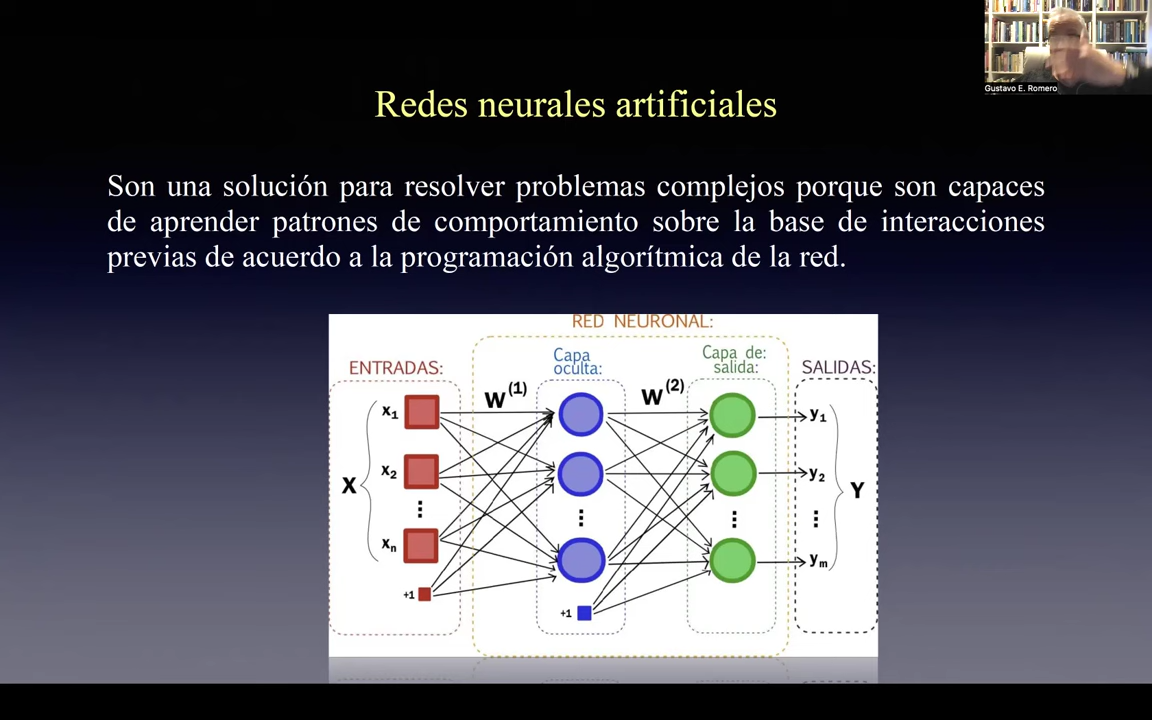 Gustavo E. Romero
Redes neurales artificiales
Son una solución para resolver problemas complejos porque son capaces
de aprender patrones de comportamiento sobre la base de interacciones
previas de acuerdo a la programación algorítmica de la red.
RED NEURONAL:
ENTRADAS:
Capa
oculta:
Capa de:
salida:
SALIDAS:
W(1)
W(2)
x1
x2
xn
+1
X
+1
y1
y2
ym
Y